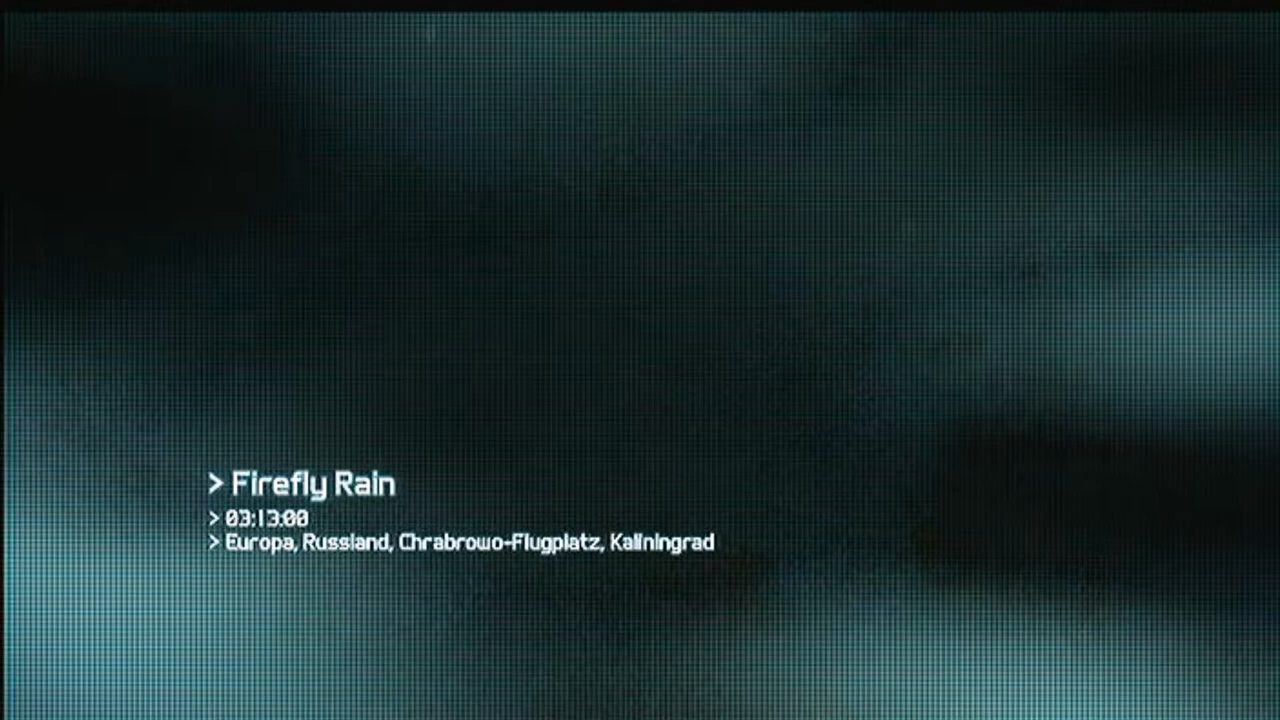 > Firefly Rain
> 03:13:00
> Europa, Russland, Chrabrowo-Flugplatz, Kaliningrad